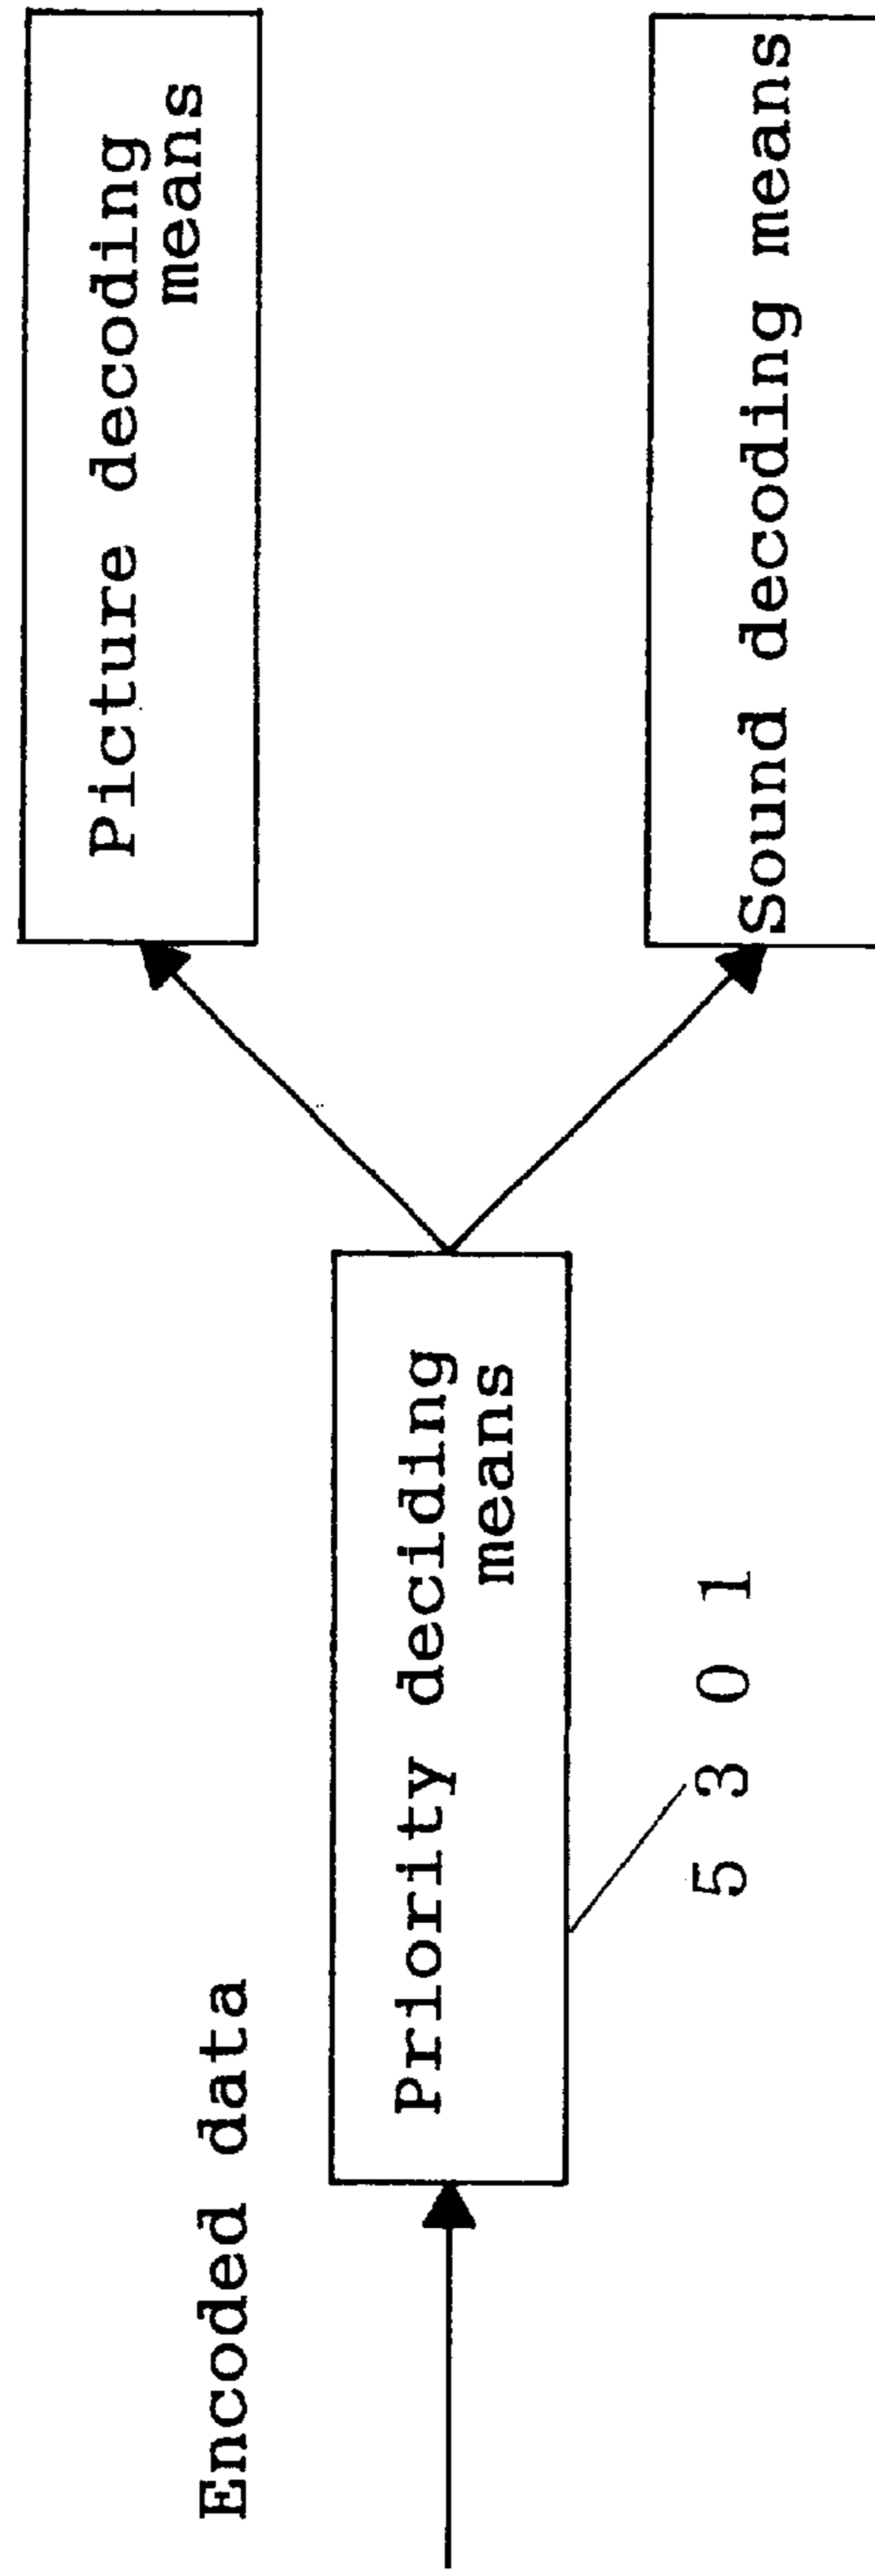 Encoded data
Priority deciding
means
5301
Picture decoding
means
Sound decoding means